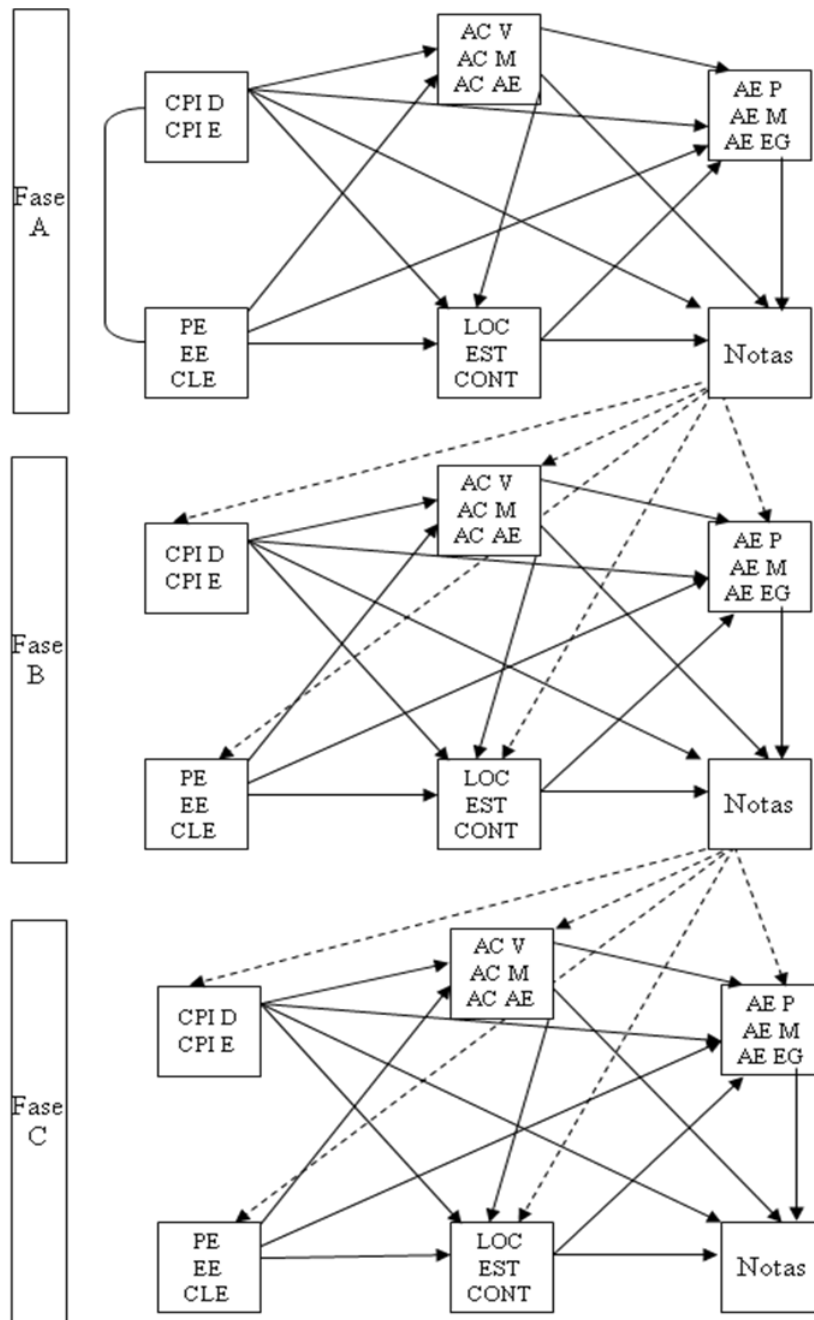 Fase
A
AC V
AC M
AC AE
CPI D
CPI E
AE P
AE M
AE EG
PE
EE
CLE
LOC
EST
CONT
Notas
Fase
B
AC V
AC M
AC AE
CPI D
CPI E
AE P
AE M
AE EG
PE
EE
CLE
LOC
EST
CONT
Notas
Fase
C
AC V
AC M
AC AE
CPI D
CPI E
AE P
AE M
AE EG
PE
EE
CLE
LOC
EST
CONT
Notas